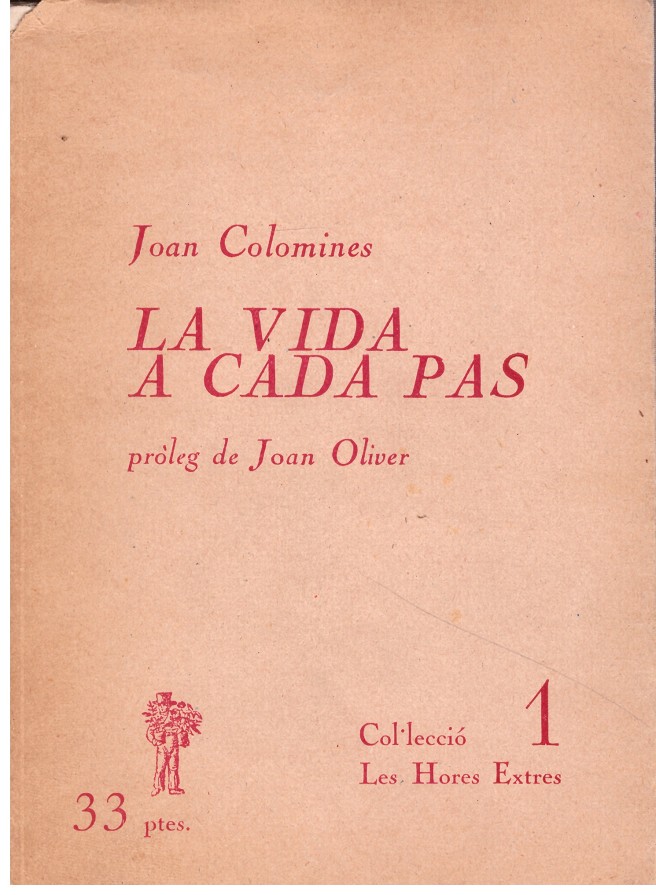 Joan Colomines
LA VIDA
A CADA PAS
pròleg de Joan Oliver
Col·lecció 1
Les Hores Extres
33 ptes.